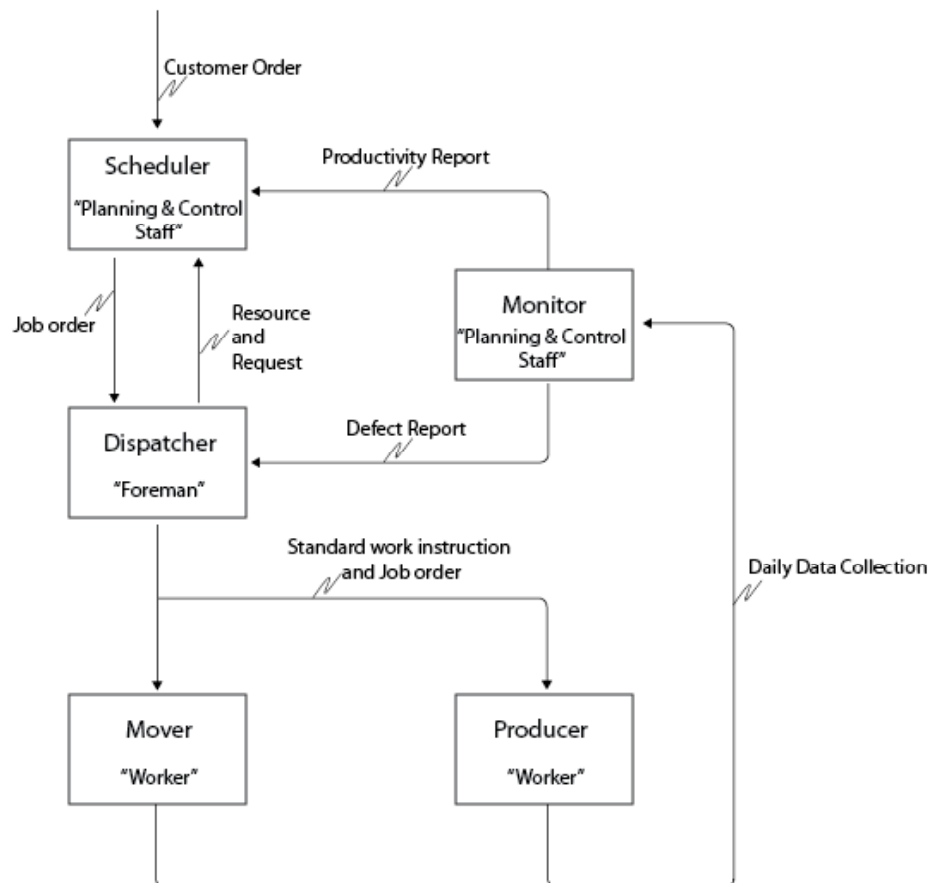 Customer Order
Scheduler
"Planning & Control
Staff"
Productivity Report
Job order
Resource
and
Request
Monitor
"Planning & Control
Staff"
Dispatcher
"Foreman"
Defect Report
Standard work instruction
and Job order
Daily Data Collection
Mover
"Worker"
Producer
"Worker"